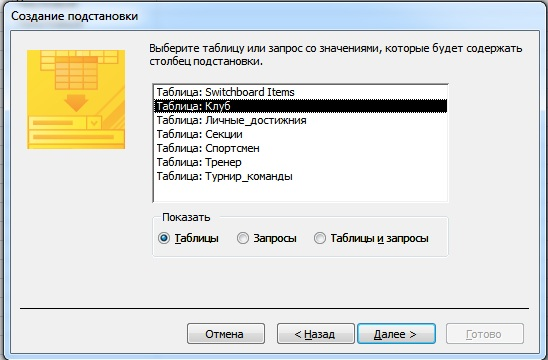 Создание подстановки
Выберите таблицу или запрос со значениями, которые будет содержать
столбец подстановки.
Таблица: Switchboard Items
Таблица: Клуб
Таблица: Личные_достижния
Таблица: Секции
Таблица: Спортсмен
Таблица: Тренер
Таблица: Турнир_команды
Показать
Таблицы Запросы Таблицы и запросы
Отмена < Назад Далее > Готово